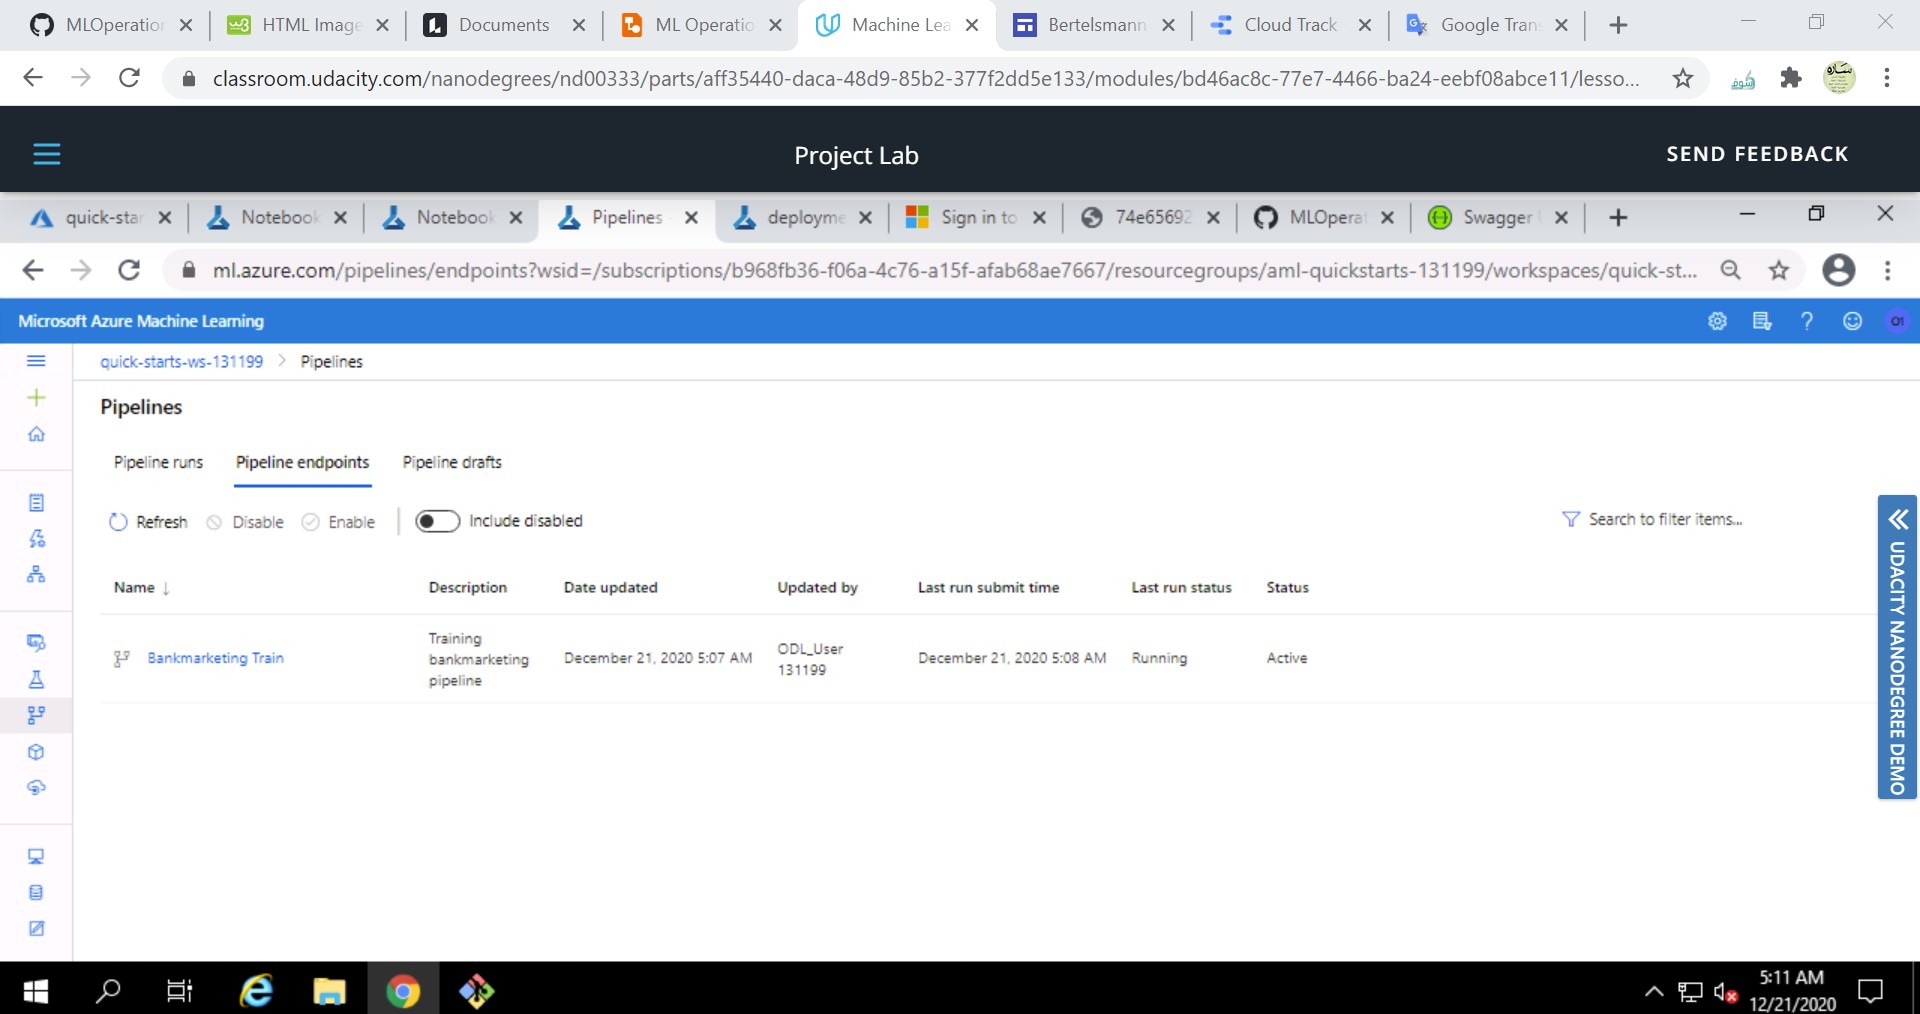 MLOperation
HTML Image
Documents
ML Operatio
Machine Lea
Bertelsmann
Cloud Track
Google Tran
classroom.udacity.com/nanodegrees/nd00333/parts/aff35440-daca-48d9-85b2-377f2dd5e133/modules/bd46ac8c-77e7-4466-ba24-eebf08abce11/lesso...
Project Lab
SEND FEEDBACK
quick-star
Notebook
Notebook
Pipelines
deployme
Sign in to
74e65692
MLOperat
Swagger
ml.azure.com/pipelines/endpoints?wsid=/subscriptions/b968fb36-f06a-4c76-a15f-afab68ae7667/resourcegroups/aml-quickstarts-131199/workspaces/quick-st...
Microsoft Azure Machine Learning
quick-starts-ws-131199 > Pipelines
Pipelines
Pipeline runs
Pipeline endpoints
Pipeline drafts
Refresh
Disable
Enable
Include disabled
Search to filter items...
Name ↓
Description
Date updated
Updated by
Last run submit time
Last run status
Status
Bankmarketing Train
Training
bankmarketing
pipeline
December 21, 2020 5:07 AM
ODL_User
131199
December 21, 2020 5:08 AM
Running
Active
UDACITY NANODEGREE DEMO
5:11 AM
12/21/2020